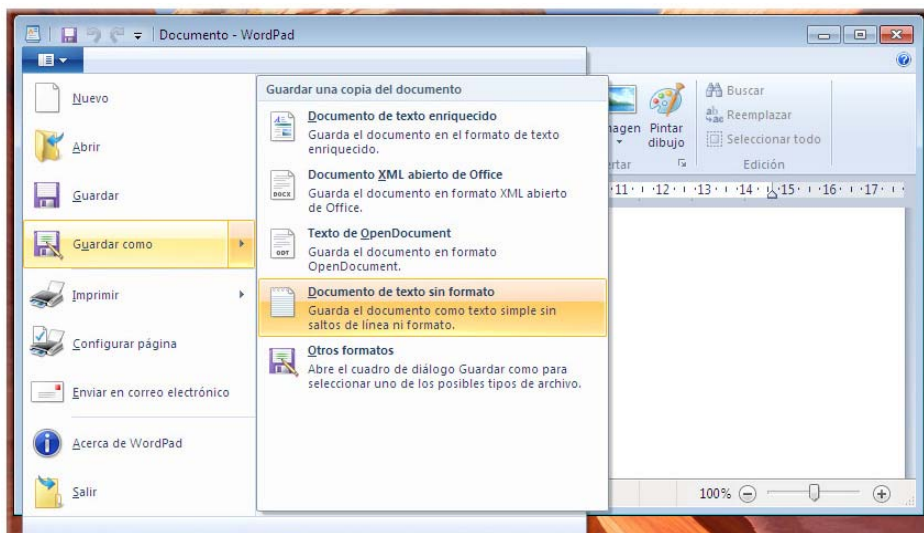 Documento - WordPad
Nuevo
Abrir
Guardar
Guardar como
Imprimir
Configurar página
Enviar en correo electrónico
Acerca de WordPad
Salir
Guardar una copia del documento
Documento de texto enriquecido
Guarda el documento en el formato de texto
enriquecido.
Documento XML abierto de Office
Guarda el documento en formato XML abierto
de Office.
Texto de OpenDocument
Guarda el documento en formato
OpenDocument.
Documento de texto sin formato
Guarda el documento como texto simple sin
saltos de línea ni formato.
Otros formatos
Abre el cuadro de diálogo Guardar como para
seleccionar uno de los posibles tipos de archivo.
DOCX
ODT
magen
Pintar
dibujo
rtar
Buscar
Reemplazar
Seleccionar todo
Edición
11 12 13 14 15 16 17
100%